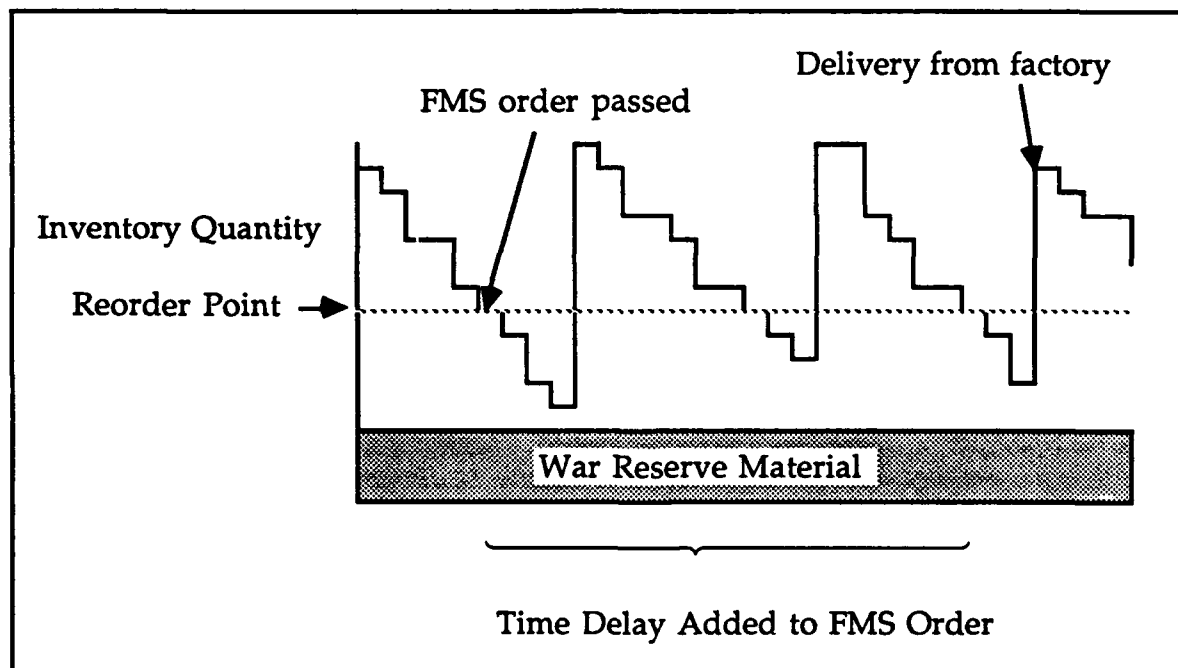 Delivery from factory
FMS order passed
Inventory Quantity
Reorder Point
War Reserve Material
Time Delay Added to FMS Order